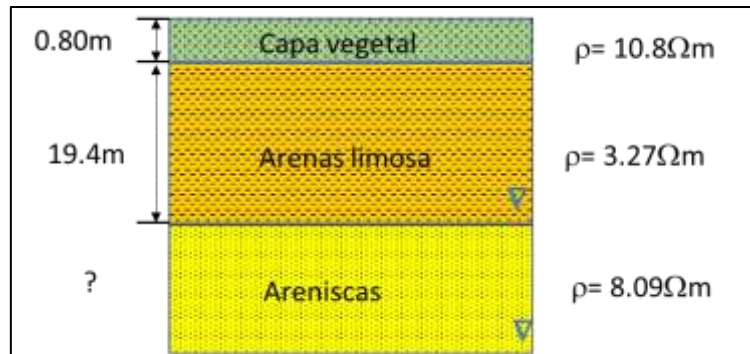 0.80m Capa vegetal ρ= 10.8Ωm
19.4m Arenas limosa ρ= 3.27Ωm
? Areniscas ρ= 8.09Ωm